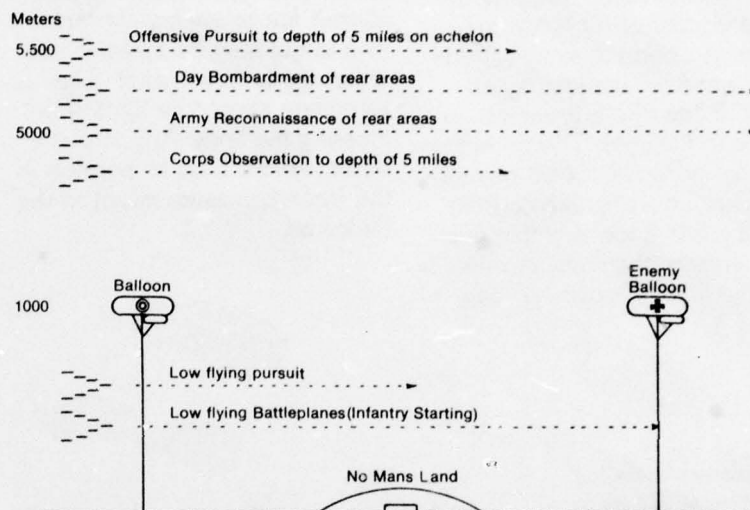 Meters
Offensive Pursuit to depth of 5 miles on echelon
5,500
Day Bombardment of rear areas
Army Reconnaissance of rear areas
5000
Corps Observation to depth of 5 miles
Enemy
Balloon
Balloon
1000
Low flying pursuit
Low flying Battleplanes(Infantry Starting)
No Mans Land